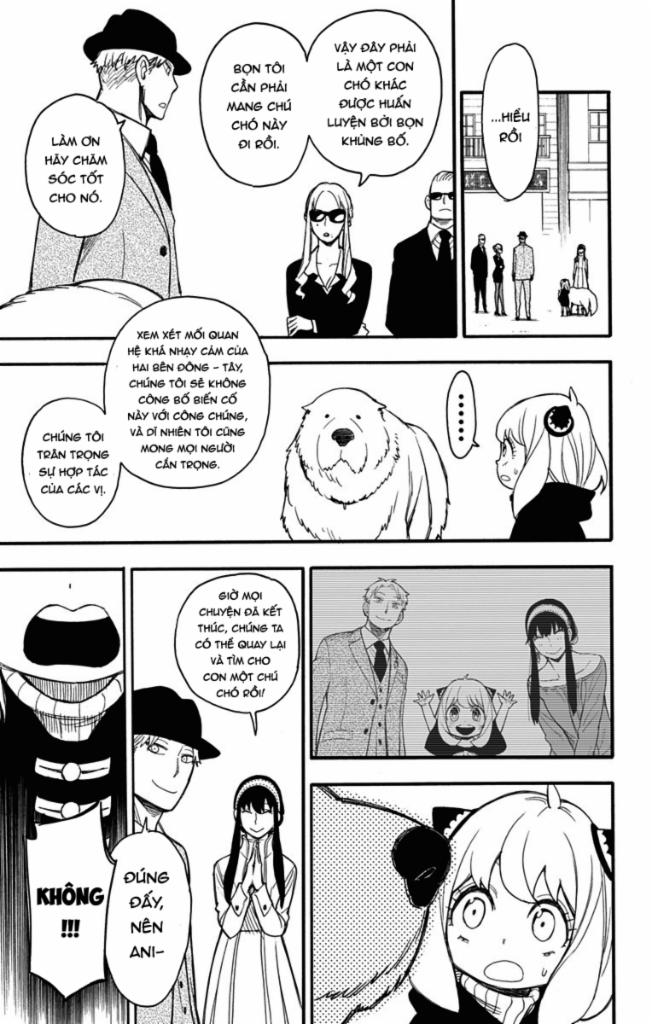 ...HIỂU
RỒI
VẬY ĐÂY PHẢI
LÀ MỘT CON
CHÓ KHÁC
ĐƯỢC HUẤN
LUYỆN BỞI BỌN
KHỦNG BỐ.
BỌN TÔI
CẦN PHẢI
MANG CHÚ
CHÓ NÀY
ĐI RỒI.
LÀM ƠN
HÃY CHĂM
SÓC TỐT
CHO NÓ.
.....
XEM XÉT MỐI QUAN
HỆ KHÁ NHẠY CẢM CỦA
HAI BÊN ĐÔNG - TÂY,
CHÚNG TÔI SẼ KHÔNG
CÔNG BỐ BIẾN CỐ
NÀY VỚI CÔNG CHÚNG,
VÀ DĨ NHIÊN TÔI CŨNG
MONG MỌI NGƯỜI
CẨN TRỌNG.
CHÚNG TÔI
TRÂN TRỌNG
SỰ HỢP TÁC
CỦA CÁC VỊ.
GIỜ MỌI
CHUYỆN ĐÃ KẾT
THÚC, CHÚNG TA
CÓ THỂ QUAY LẠI
VÀ TÌM CHO
CON MỘT CHÚ
CHÓ RỒI!
ĐÚNG
ĐẤY,
NÊN
ANI-
KHÔNG
!!!